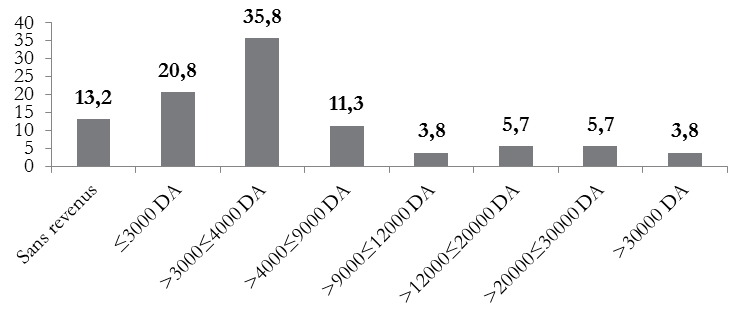 40
35
30
25
20
15
10
5
0
13,2
20,8
35,8
11,3
3,8
5,7
5,7
3,8
Sans revenus
≤3000 DA
>3000≤4000 DA
>4000≤9000 DA
>9000≤12000 DA
>12000≤20000 DA
>20000≤30000 DA
>30000 DA